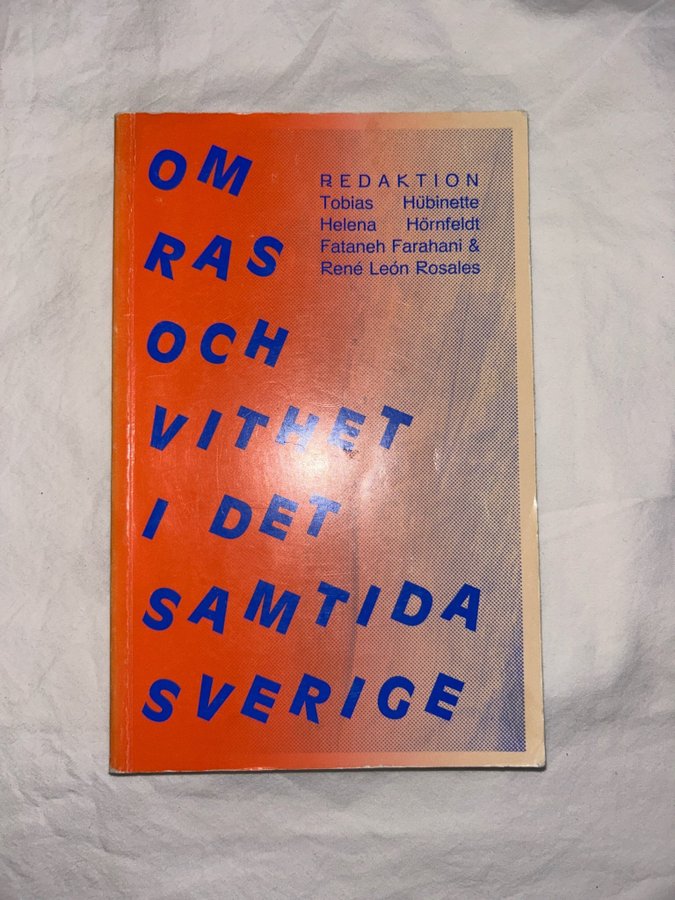 OM
RAS
OCH
VITHET
I DET
SAMTIDA
SVERIGE
REDAKTION
Tobias Hübinette
Helena Hörnfeldt
Fataneh Farahani &
René León Rosales